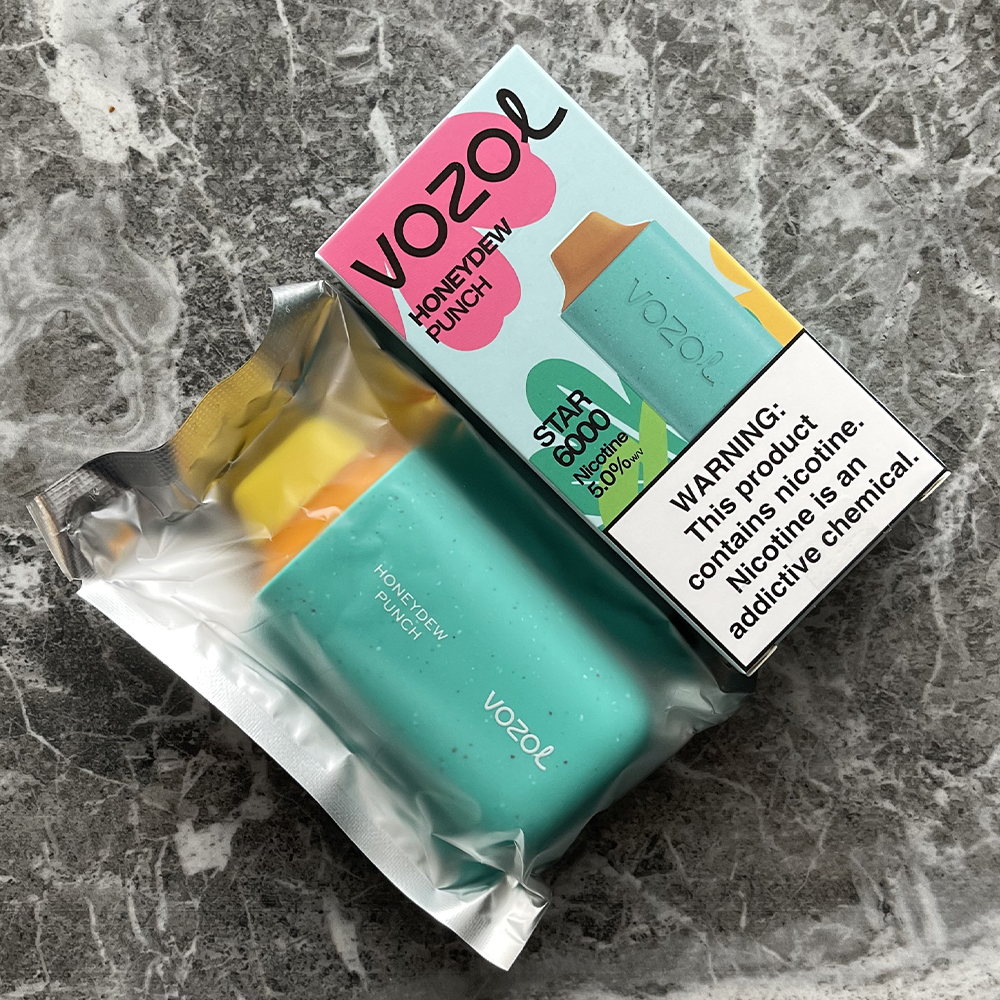 VOZOL
HONEYDEW
PUNCH
VOZOL
STAR
6000
Nicotine
5.0%w/v
WARNING:
This product
contains nicotine.
Nicotine is an
addictive chemical.
HONEYDEW
PUNCH
VOZOL